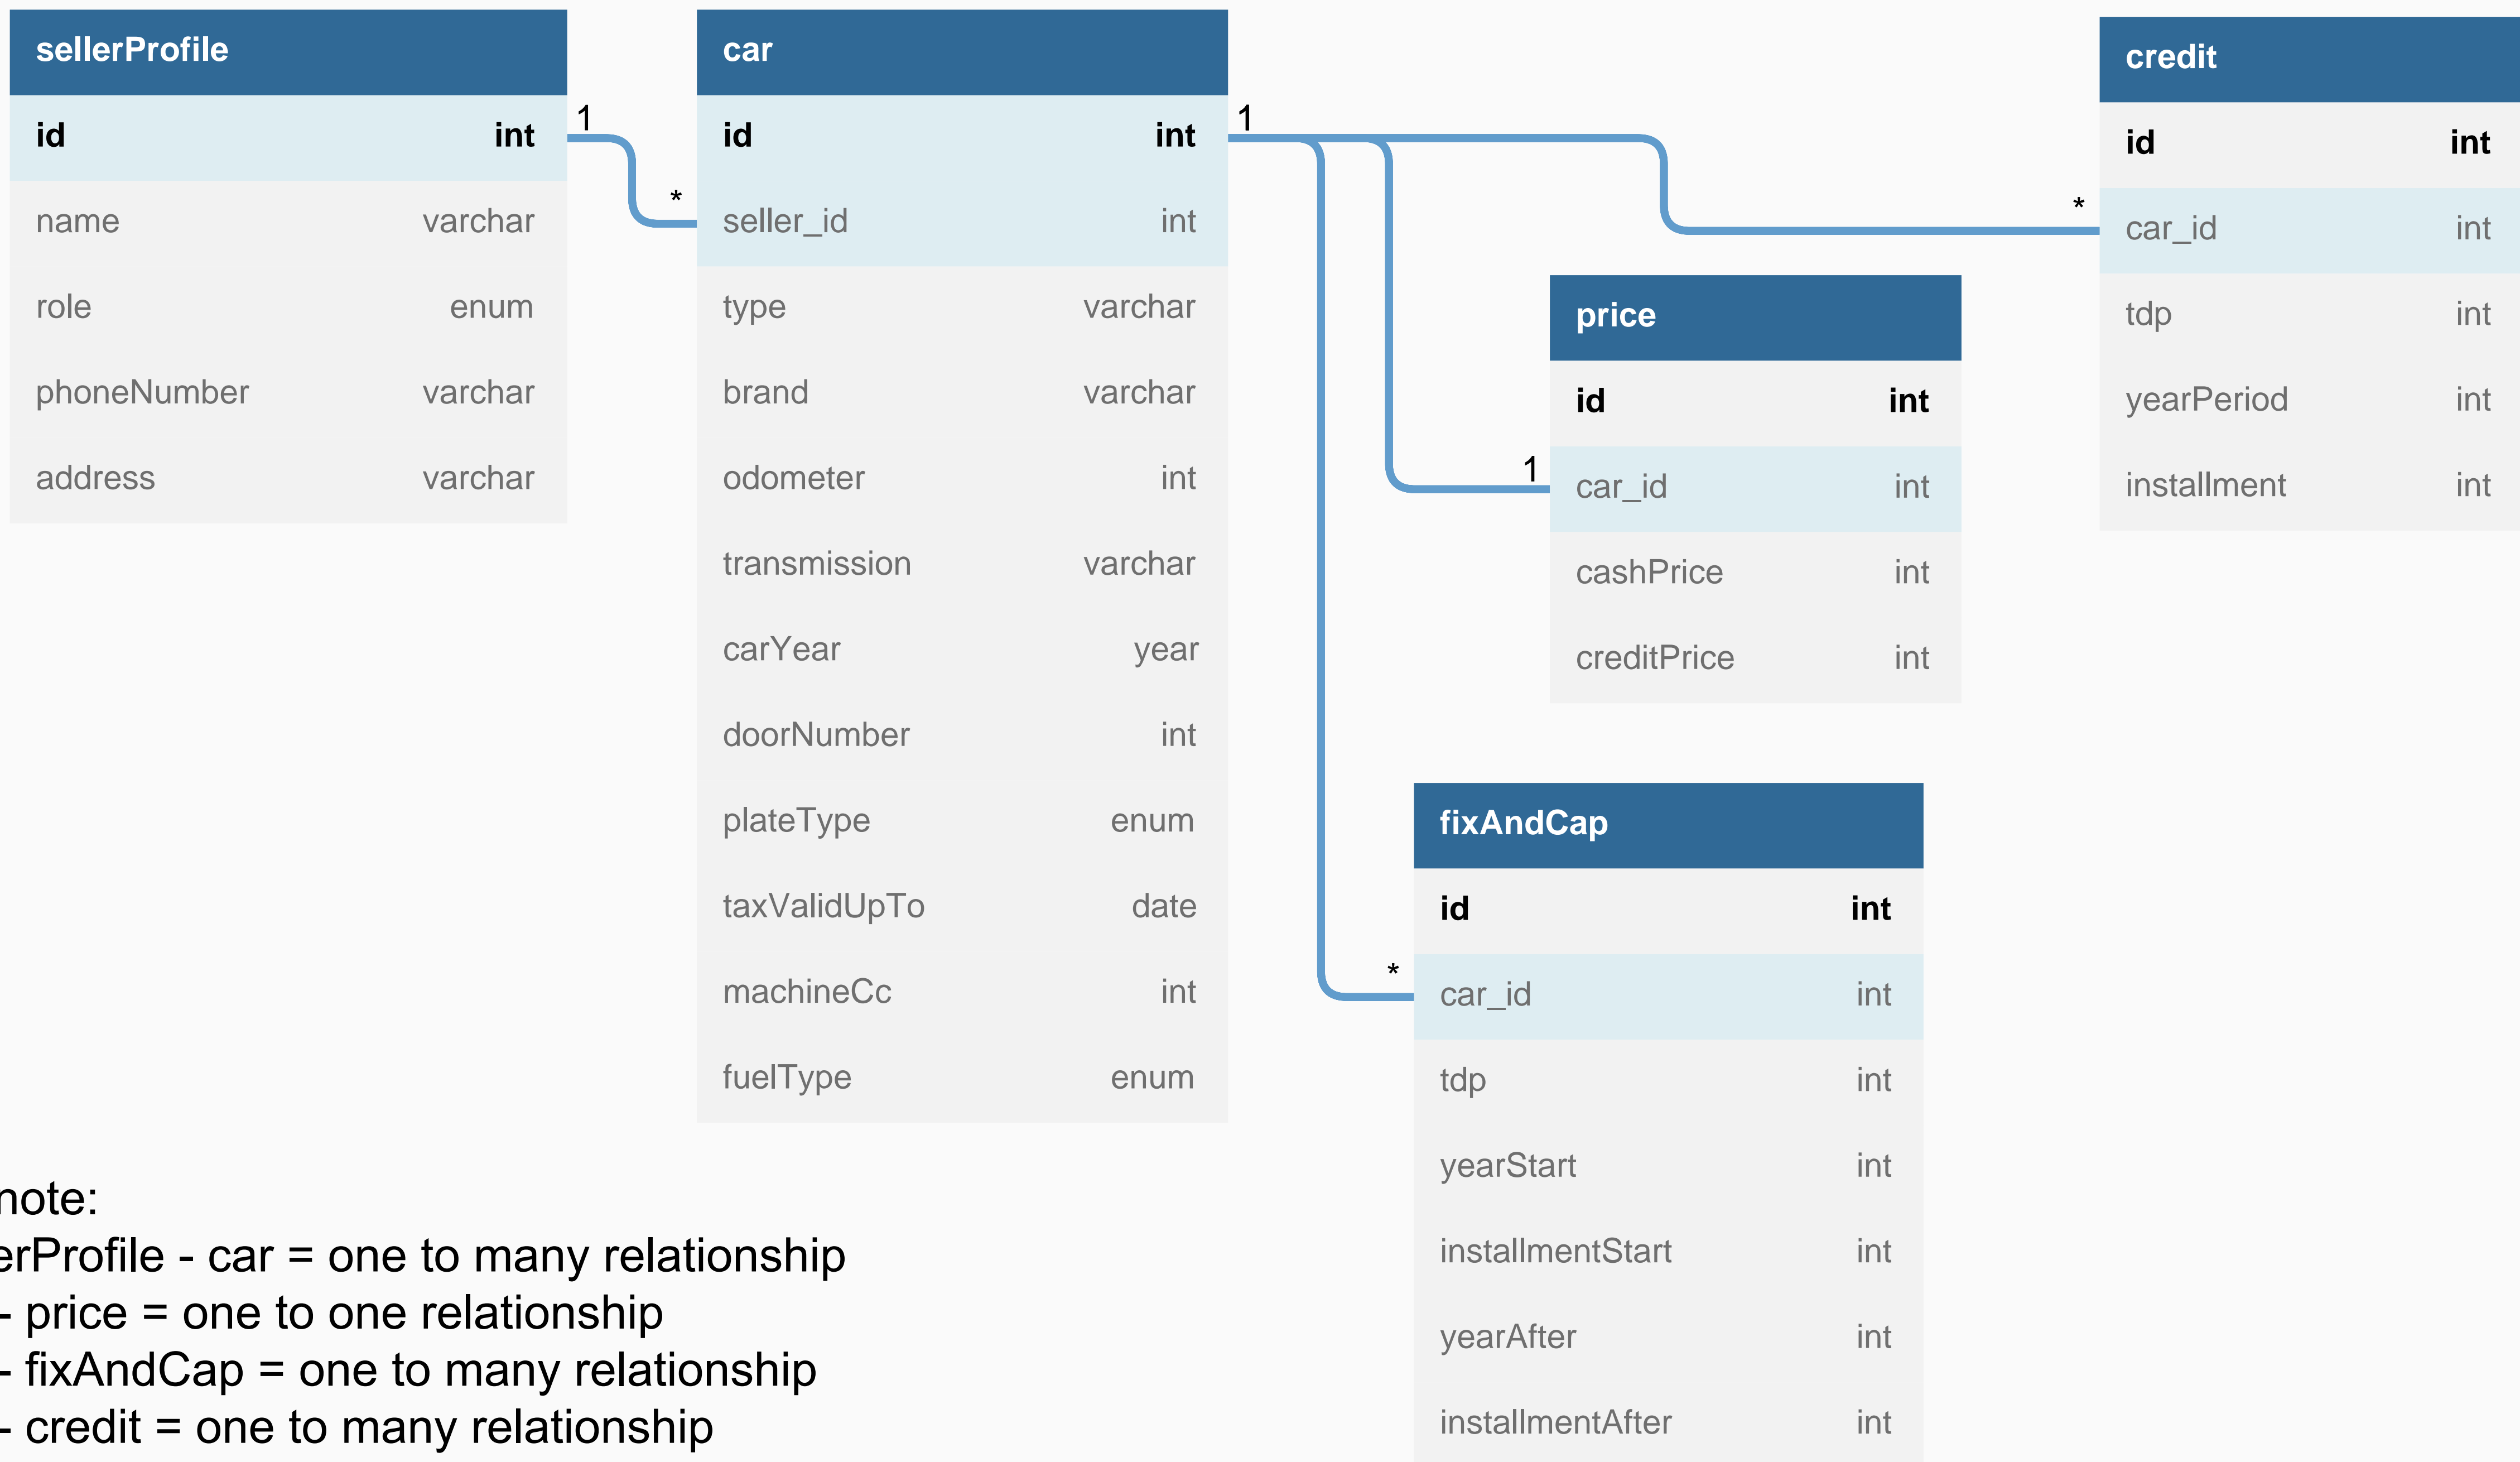 sellerProfile
id int
name varchar
role enum
phoneNumber varchar
address varchar
1
*
car
id int
seller_id int
type varchar
brand varchar
odometer int
transmission varchar
carYear year
doorNumber int
plateType enum
taxValidUpTo date
machineCc int
fuelType enum
1
*
credit
id int
car_id int
tdp int
yearPeriod int
installment int
1
price
id int
car_id int
cashPrice int
creditPrice int
*
fixAndCap
id int
car_id int
tdp int
yearStart int
installmentStart int
yearAfter int
installmentAfter int
note:
erProfile - car = one to many relationship
- price = one to one relationship
- fixAndCap = one to many relationship
- credit = one to many relationship